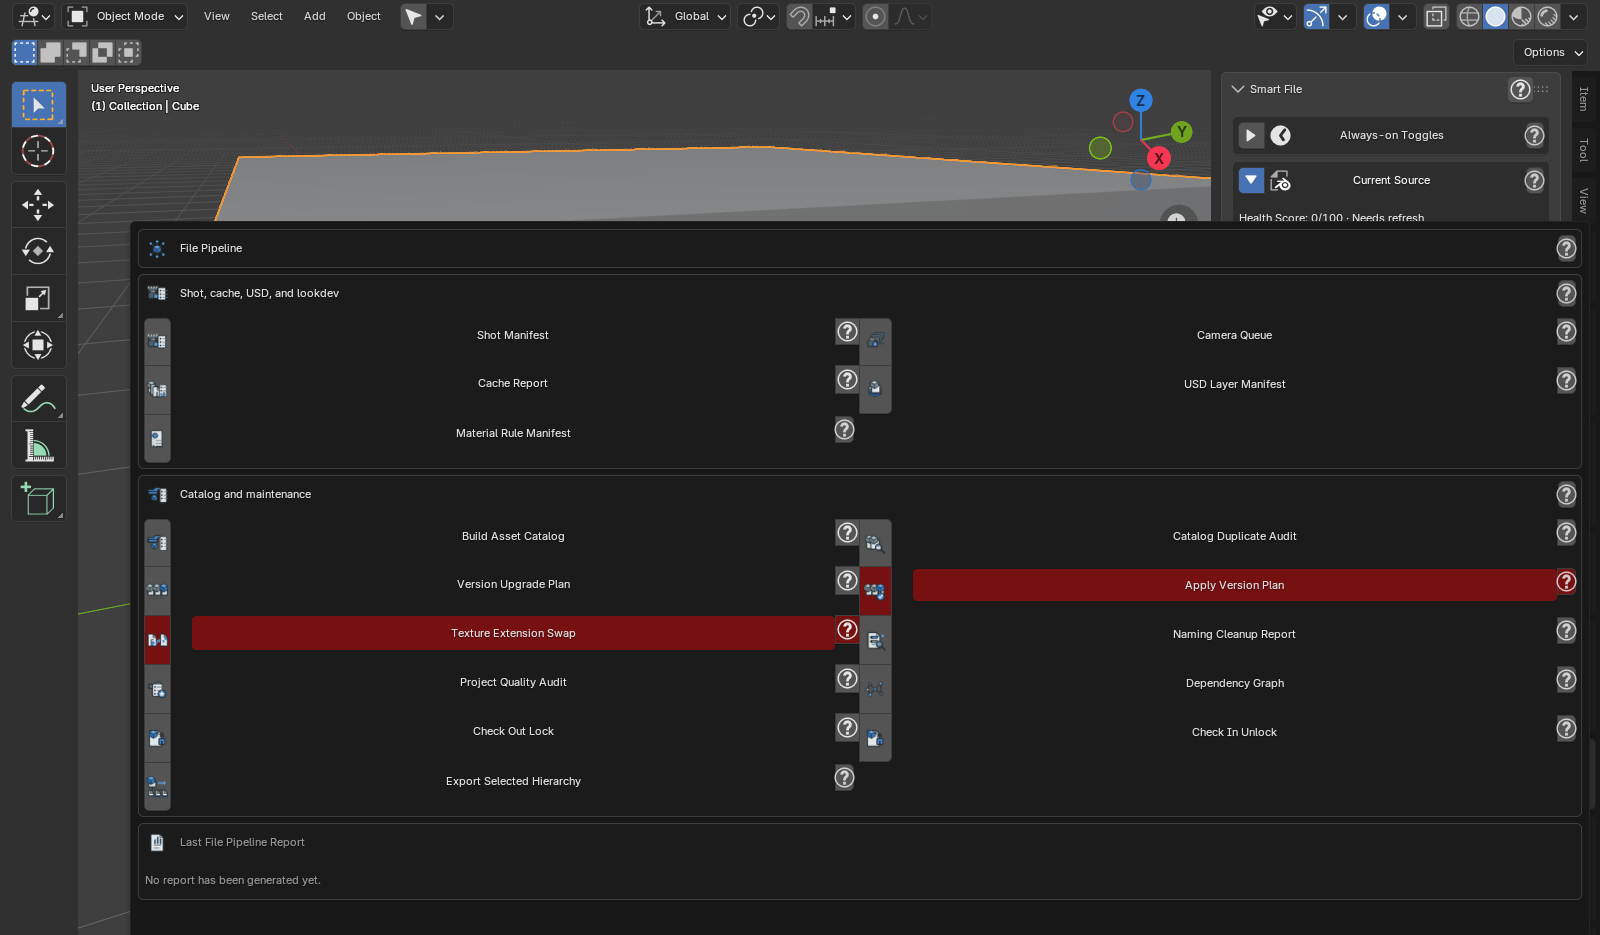 Object Mode
View
Select
Add
Object
Global
Options
User Perspective
(1) Collection | Cube
Z
Y
X
Smart File
Always-on Toggles
Current Source
Health Score: 0/100 · Needs refresh
Item
Tool
View
File Pipeline
Shot, cache, USD, and lookdev
Shot Manifest
Camera Queue
Cache Report
USD Layer Manifest
Material Rule Manifest
Catalog and maintenance
Build Asset Catalog
Catalog Duplicate Audit
Version Upgrade Plan
Apply Version Plan
Texture Extension Swap
Naming Cleanup Report
Project Quality Audit
Dependency Graph
Check Out Lock
Check In Unlock
Export Selected Hierarchy
Last File Pipeline Report
No report has been generated yet.